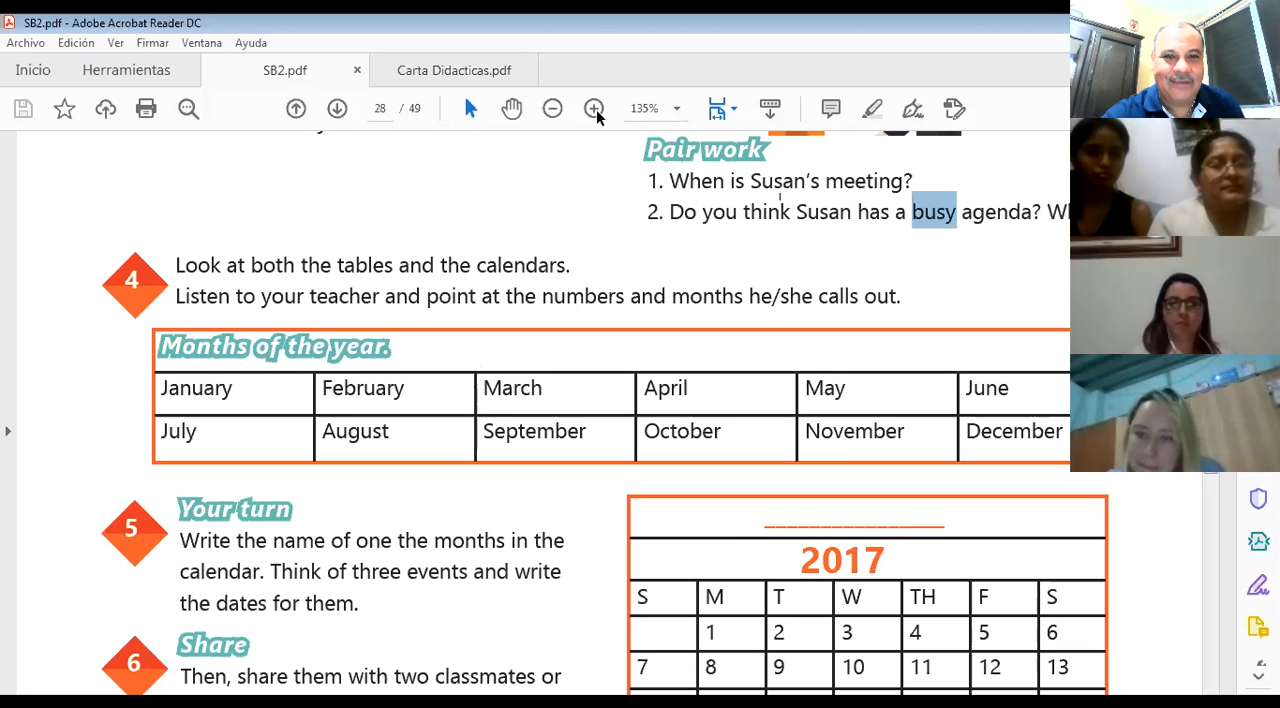 SB2.pdf - Adobe Acrobat Reader DC
Archivo Edición Ver Firmar Ventana Ayuda
Inicio Herramientas SB2.pdf × Carta Didacticas.pdf
28 / 49 135%
Pair work
1. When is Susan's meeting?
2. Do you think Susan has a busy agenda?
4
Look at both the tables and the calendars.
Listen to your teacher and point at the numbers and months he/she calls out.
Months of the year.
January February March April May June
July August September October November December
5
Your turn
Write the name of one the months in the
calendar. Think of three events and write
the dates for them.
6
Share
Then, share them with two classmates or
2017
S M T W TH F S
1 2 3 4 5 6
7 8 9 10 11 12 13